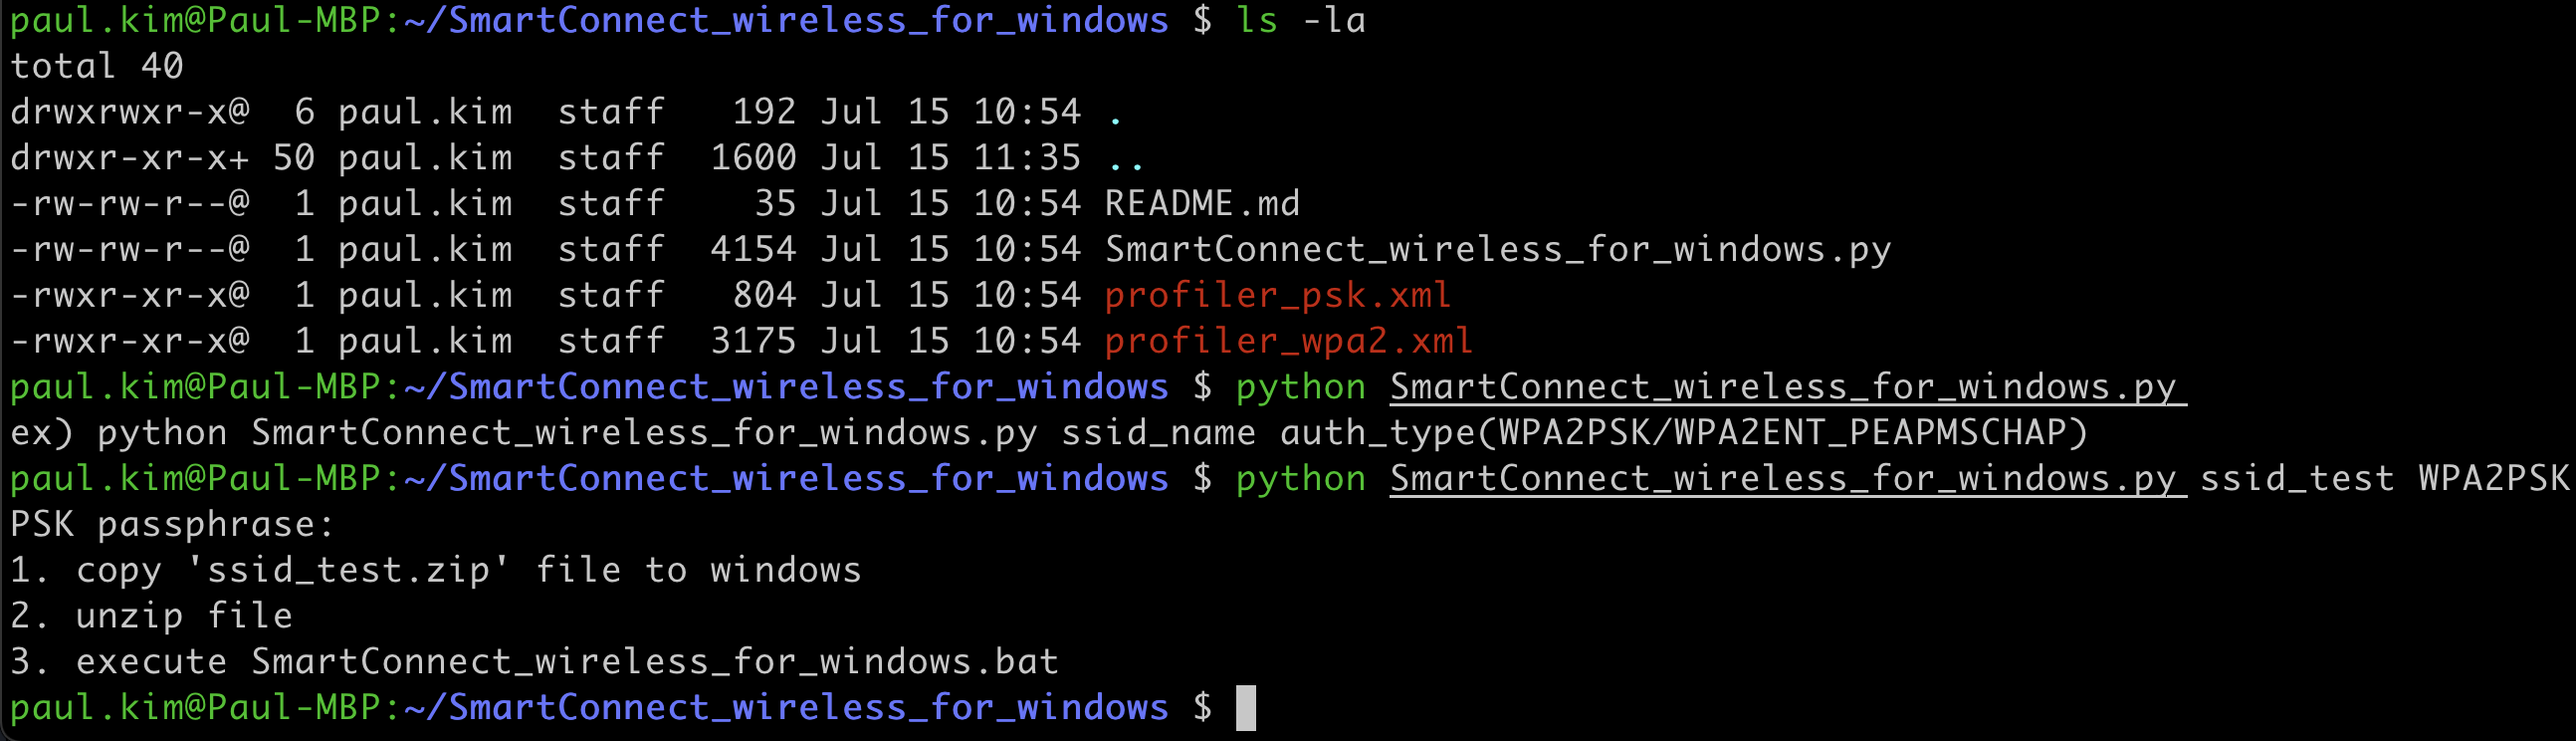 paul.kim@Paul-MBP:~/SmartConnect_wireless_for_windows $ ls -la
total 40
drwxrwxr-x@  6 paul.kim  staff   192 Jul 15 10:54 .
drwxr-xr-x+ 50 paul.kim  staff  1600 Jul 15 11:35 ..
-rw-rw-r--@  1 paul.kim  staff    35 Jul 15 10:54 README.md
-rw-rw-r--@  1 paul.kim  staff  4154 Jul 15 10:54 SmartConnect_wireless_for_windows.py
-rwxr-xr-x@  1 paul.kim  staff   804 Jul 15 10:54 profiler_psk.xml
-rwxr-xr-x@  1 paul.kim  staff  3175 Jul 15 10:54 profiler_wpa2.xml
paul.kim@Paul-MBP:~/SmartConnect_wireless_for_windows $ python SmartConnect_wireless_for_windows.py
ex) python SmartConnect_wireless_for_windows.py ssid_name auth_type(WPA2PSK/WPA2ENT_PEAPMSCHAP)
paul.kim@Paul-MBP:~/SmartConnect_wireless_for_windows $ python SmartConnect_wireless_for_windows.py ssid_test WPA2PSK
PSK passphrase:
1. copy 'ssid_test.zip' file to windows
2. unzip file
3. execute SmartConnect_wireless_for_windows.bat
paul.kim@Paul-MBP:~/SmartConnect_wireless_for_windows $